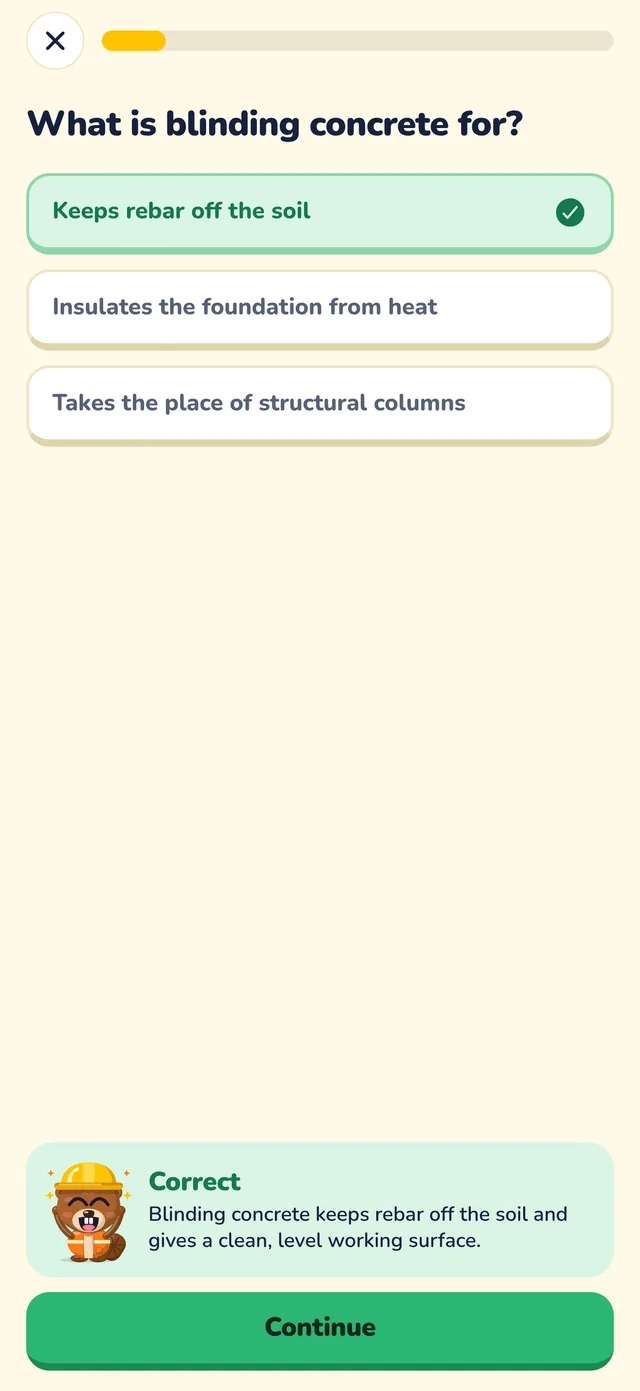 What is blinding concrete for?
Keeps rebar off the soil
Insulates the foundation from heat
Takes the place of structural columns
Correct
Blinding concrete keeps rebar off the soil and
gives a clean, level working surface.
Continue